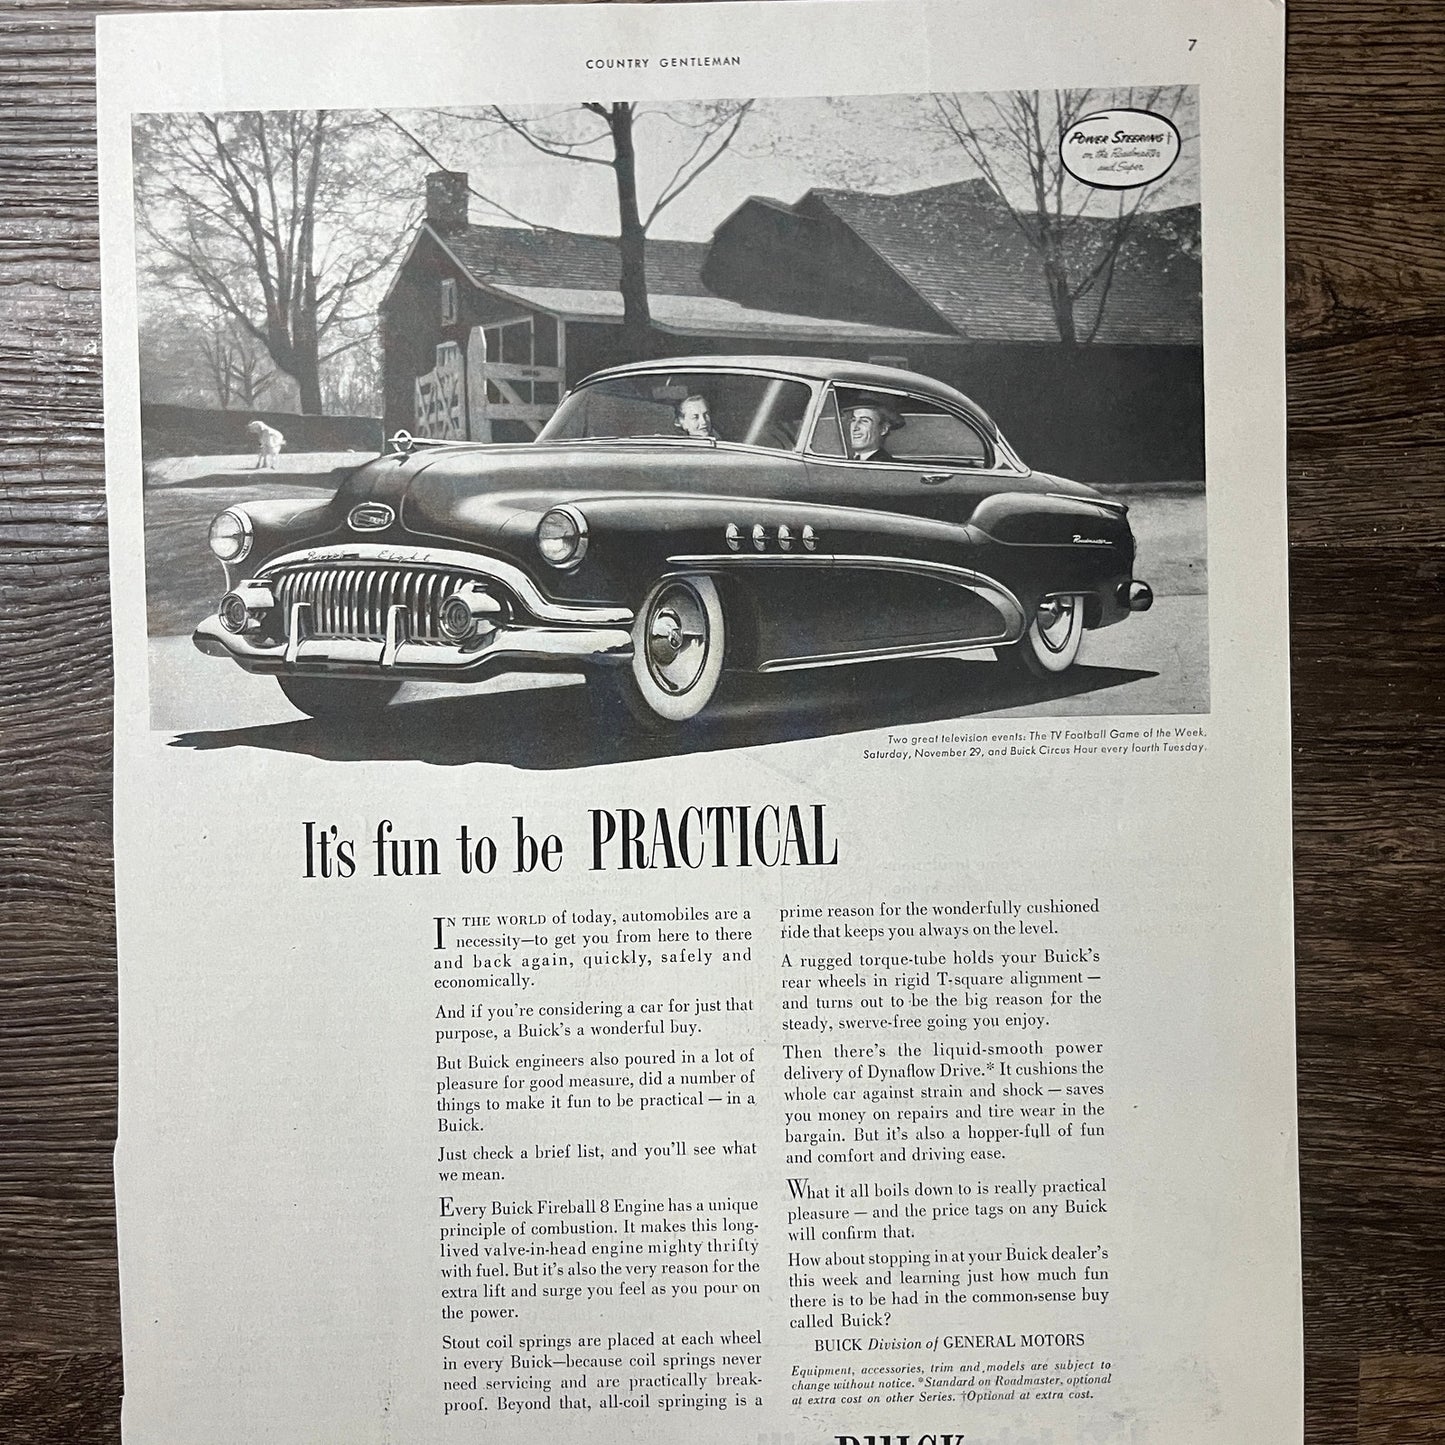 COUNTRY GENTLEMAN
7
POWER STEERING†
on the Roadmaster
and Super
Buick Eight
Roadmaster
Two great television events: The TV Football Game of the Week,
Saturday, November 29, and Buick Circus Hour every fourth Tuesday.
It's fun to be PRACTICAL
IN THE WORLD of today, automobiles are a
necessity—to get you from here to there
and back again, quickly, safely and
economically.
And if you're considering a car for just that
purpose, a Buick's a wonderful buy.
But Buick engineers also poured in a lot of
pleasure for good measure, did a number of
things to make it fun to be practical — in a
Buick.
Just check a brief list, and you'll see what
we mean.
Every Buick Fireball 8 Engine has a unique
principle of combustion. It makes this long-
lived valve-in-head engine mighty thrifty
with fuel. But it's also the very reason for the
extra lift and surge you feel as you pour on
the power.
Stout coil springs are placed at each wheel
in every Buick—because coil springs never
need servicing and are practically break-
proof. Beyond that, all-coil springing is a
prime reason for the wonderfully cushioned
ride that keeps you always on the level.
A rugged torque-tube holds your Buick's
rear wheels in rigid T-square alignment —
and turns out to be the big reason for the
steady, swerve-free going you enjoy.
Then there's the liquid-smooth power
delivery of Dynaflow Drive.* It cushions the
whole car against strain and shock — saves
you money on repairs and tire wear in the
bargain. But it's also a hopper-full of fun
and comfort and driving ease.
What it all boils down to is really practical
pleasure — and the price tags on any Buick
will confirm that.
How about stopping in at your Buick dealer's
this week and learning just how much fun
there is to be had in the common-sense buy
called Buick?
BUICK Division of GENERAL MOTORS
Equipment, accessories, trim and models are subject to
change without notice. *Standard on Roadmaster, optional
at extra cost on other Series. †Optional at extra cost.
BUICK